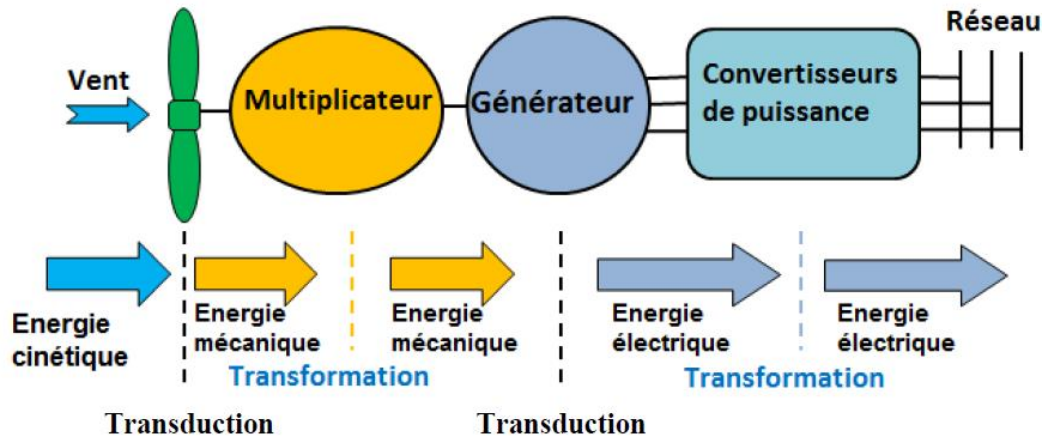 Réseau
Vent
Multiplicateur
Générateur
Convertisseurs
de puissance
Energie
cinétique
Energie
mécanique
Energie
mécanique
Energie
électrique
Energie
électrique
Transformation
Transformation
Transduction
Transduction